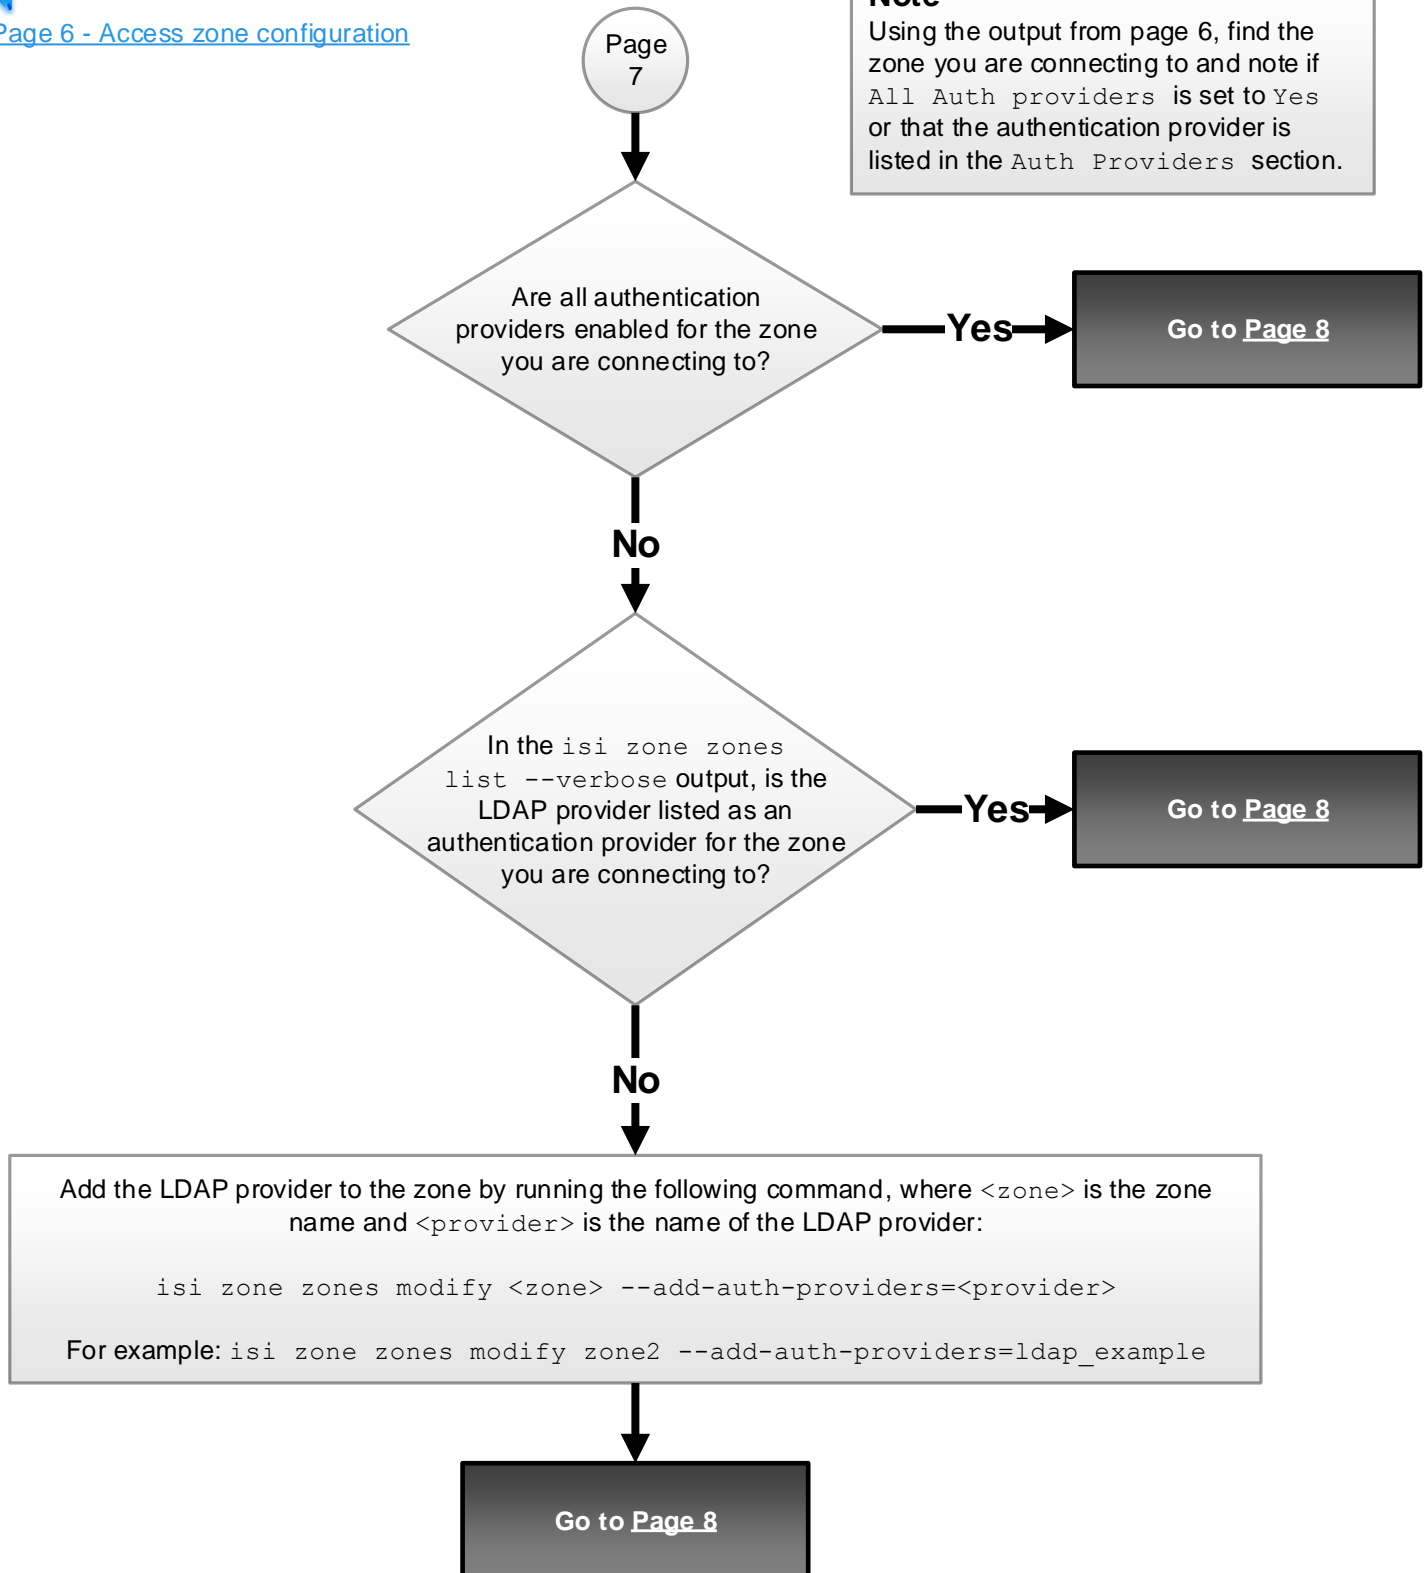 Page 6 - Access zone configuration
Page
7
Note
Using the output from page 6, find the
zone you are connecting to and note if
All Auth providers is set to Yes
or that the authentication provider is
listed in the Auth Providers section.
Are all authentication
providers enabled for the zone
you are connecting to?
Yes
Go to Page 8
No
In the isi zone zones
list --verbose output, is the
LDAP provider listed as an
authentication provider for the zone
you are connecting to?
Yes
Go to Page 8
No
Add the LDAP provider to the zone by running the following command, where <zone> is the zone
name and <provider> is the name of the LDAP provider:
isi zone zones modify <zone> --add-auth-providers=<provider>
For example: isi zone zones modify zone2 --add-auth-providers=ldap_example
Go to Page 8